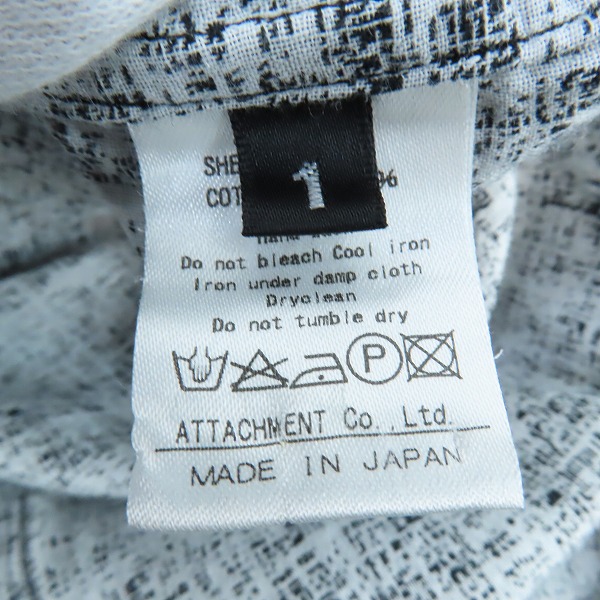 1
Do not bleach Cool iron
Iron under damp cloth
Dryclean
Do not tumble dry
P
ATTACHMENT Co.,Ltd.
MADE IN JAPAN